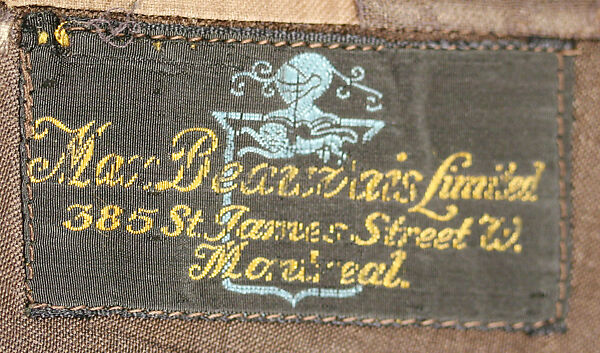 Max Beauvais Limited
385 St James Street W.
Montreal.